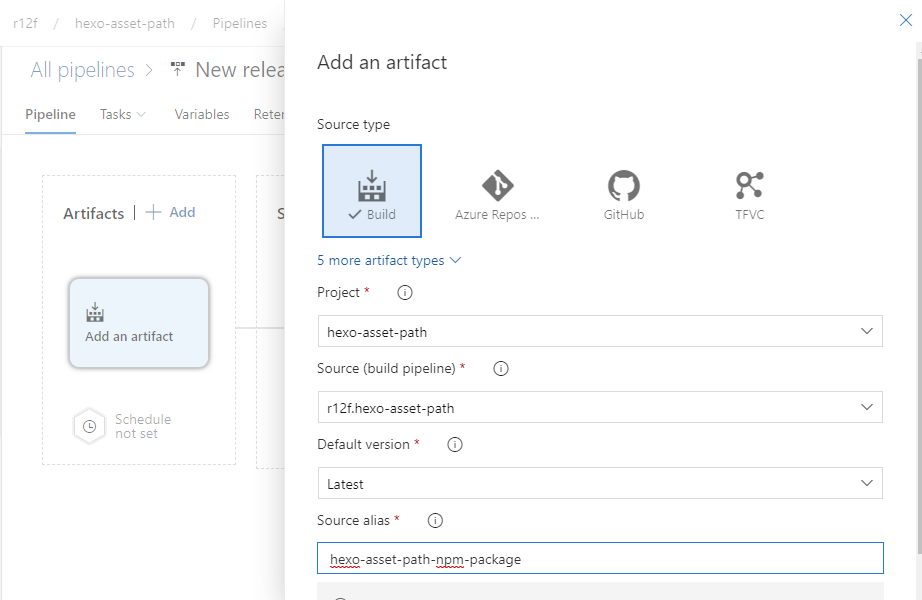 r12f / hexo-asset-path / Pipelines
All pipelines > New relea
Pipeline Tasks Variables Reter
Artifacts | + Add
S
Add an artifact
Schedule
not set
Add an artifact
Source type
Build
Azure Repos ...
GitHub
TFVC
5 more artifact types
Project *
hexo-asset-path
Source (build pipeline) *
r12f.hexo-asset-path
Default version *
Latest
Source alias *
hexo-asset-path-npm-package